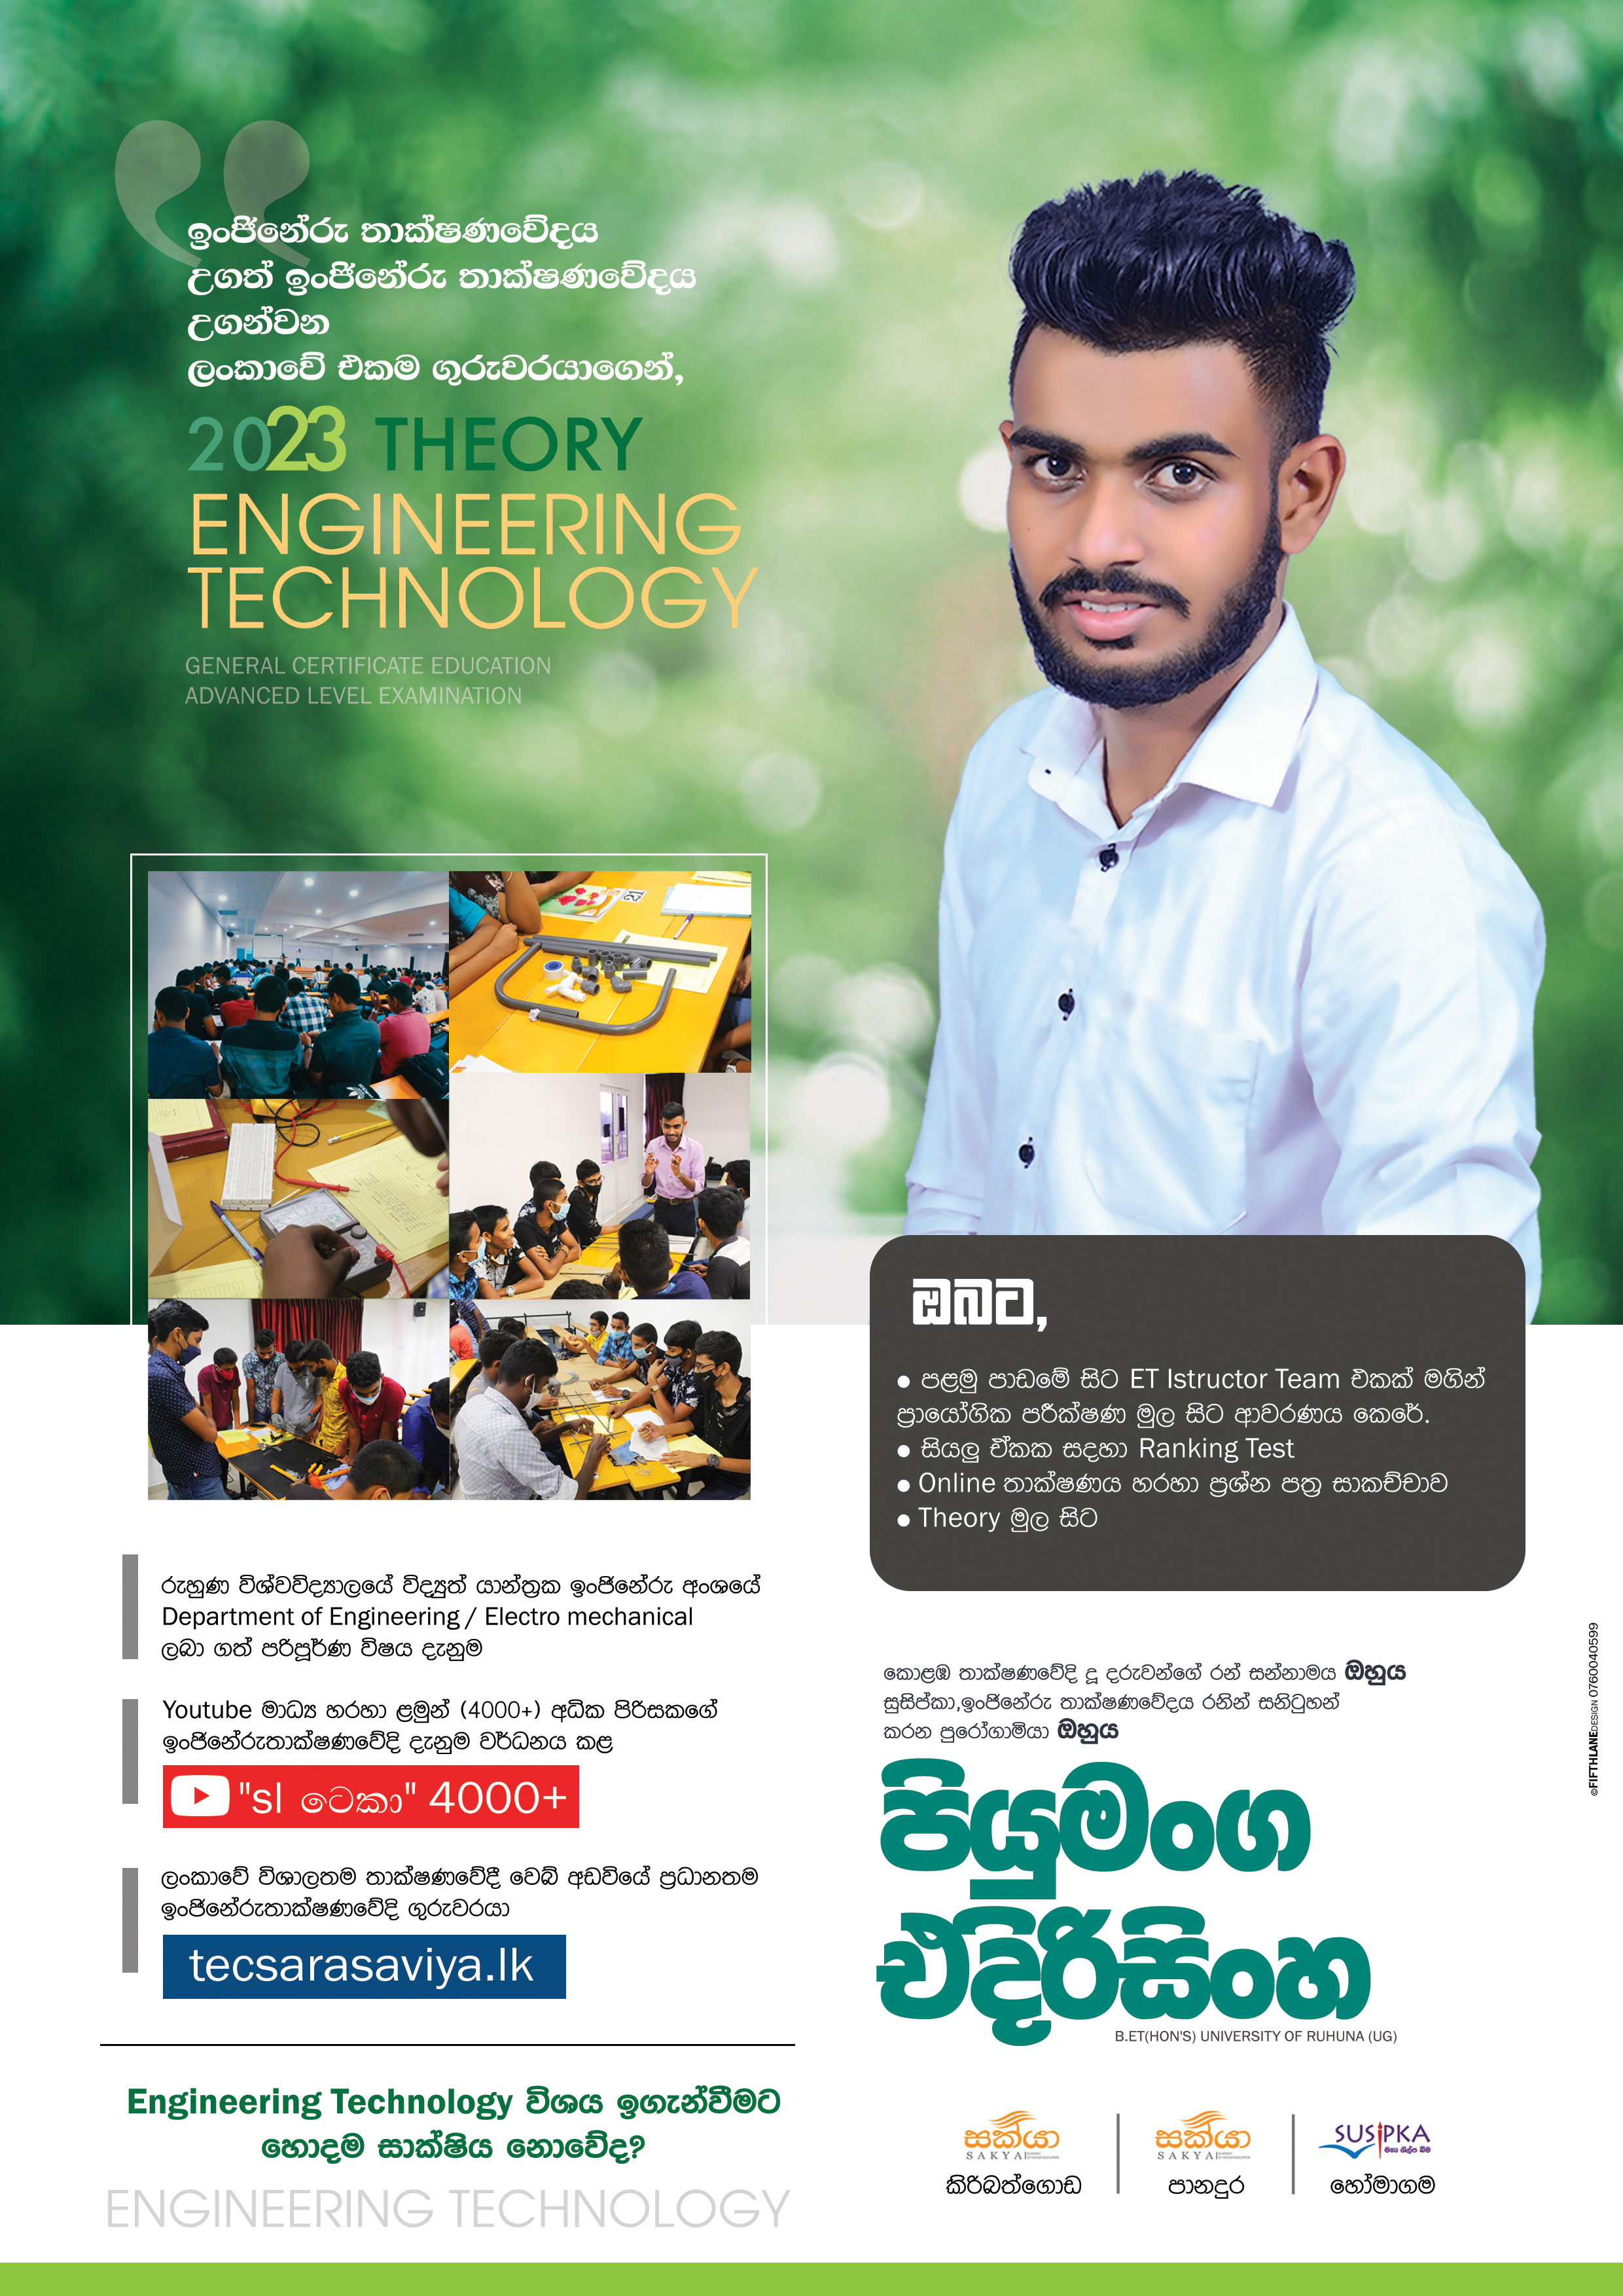 ඉංජිනේරු තාක්ෂණවේදය
උගත් ඉංජිනේරු තාක්ෂණවේදය
උගන්වන
ලංකාවේ එකම ගුරුවරයාගෙන්,
2023 THEORY
ENGINEERING
TECHNOLOGY
GENERAL CERTIFICATE EDUCATION
ADVANCED LEVEL EXAMINATION
ඔබට,
● පළමු පාඩමේ සිට ET Istructor Team එකක් මගින්
ප්‍රායෝගික පරීක්ෂණ මුල සිට ආවරණය කෙරේ.
● සියලු ඒකක සදහා Ranking Test
● Online තාක්ෂණය හරහා ප්‍රශ්න පත්‍ර සාකච්චාව
● Theory මුල සිට
රුහුණ විශ්වවිද්‍යාලයේ විද්‍යුත් යාන්ත්‍රක ඉංජිනේරු අංශයේ
Department of Engineering / Electro mechanical
ලබා ගත් පරිපූර්ණ විෂය දැනුම
Youtube මාධ්‍ය හරහා ළමුන් (4000+) අධික පිරිසකගේ
ඉංජිනේරුතාක්ෂණවේදි දැනුම වර්ධනය කළ
"sl ටෙකා" 4000+
ලංකාවේ විශාලතම තාක්ෂණවේදී වෙබ් අඩවියේ ප්‍රධානතම
ඉංජිනේරුතාක්ෂණවේදි ගුරුවරයා
tecsarasaviya.lk
Engineering Technology විශය ඉගැන්වීමට
හොදම සාක්ෂිය නොවේද?
ENGINEERING TECHNOLOGY
කොළඹ තාක්ෂණවේදි දූ දරුවන්ගේ රන් සන්නාමය ඔහුය
සුසිප්කා,ඉංජිනේරු තාක්ෂණවේදය රනින් සනිටුහන්
කරන පුරෝගාමියා ඔහුය
පියුමංග
එදිරිසිංහ
B.ET(HON'S) UNIVERSITY OF RUHUNA (UG)
සක්යා
SAKYA
කිරිබත්ගොඩ
සක්යා
SAKYA
පානදුර
SUSIPKA
මහා ශිල්ප බිම
හෝමාගම
©FIFTHLANEDESIGN 0760040599